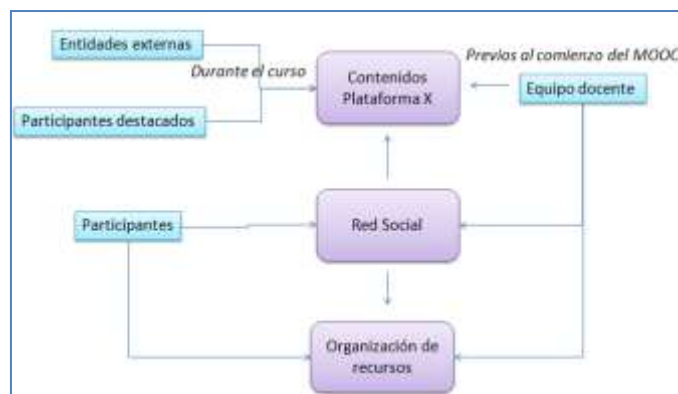 Entidades externas
Previos al comienzo del MOOC
Durante el curso
Contenidos
Plataforma X
Equipo docente
Participantes destacados
Participantes
Red Social
Organización de
recursos